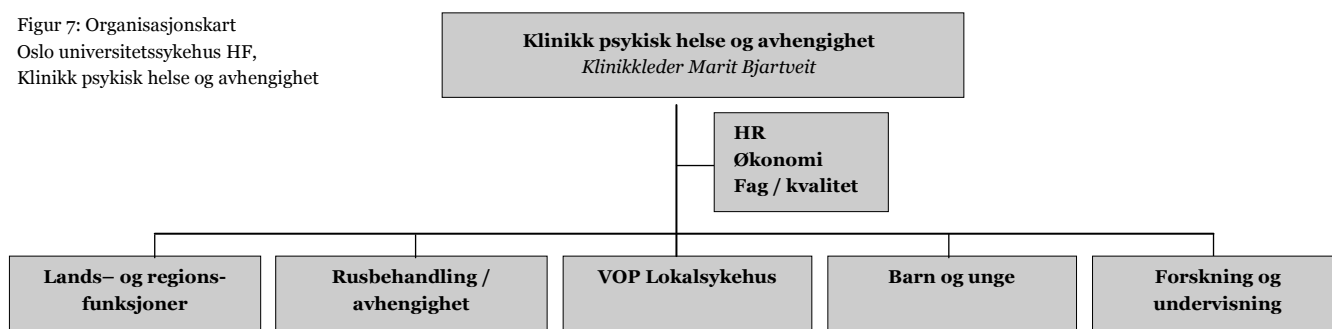 Figur 7: Organisasjonskart
Oslo universitetssykehus HF,
Klinikk psykisk helse og avhengighet
Klinikk psykisk helse og avhengighet
Klinikkleder Marit Bjartveit
HR
Økonomi
Fag / kvalitet
Lands– og regions-
funksjoner
Rusbehandling /
avhengighet
VOP Lokalsykehus
Barn og unge
Forskning og
undervisning